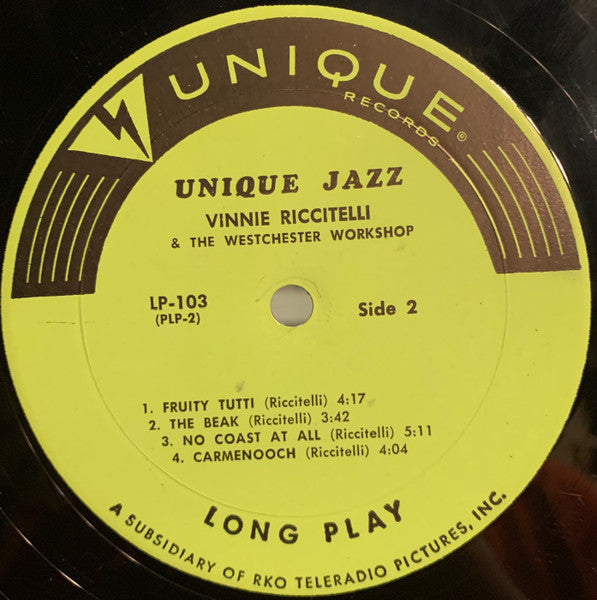 UNIQUE
RECORDS®
UNIQUE JAZZ
VINNIE RICCITELLI
& THE WESTCHESTER WORKSHOP
LP-103
(PLP-2)
Side 2
1. FRUITY TUTTI (Riccitelli) 4:17
2. THE BEAK (Riccitelli) 3:42
3. NO COAST AT ALL (Riccitelli) 5:11
4. CARMENOOCH (Riccitelli) 4:04
LONG PLAY
A SUBSIDIARY OF RKO TELERADIO PICTURES, INC.